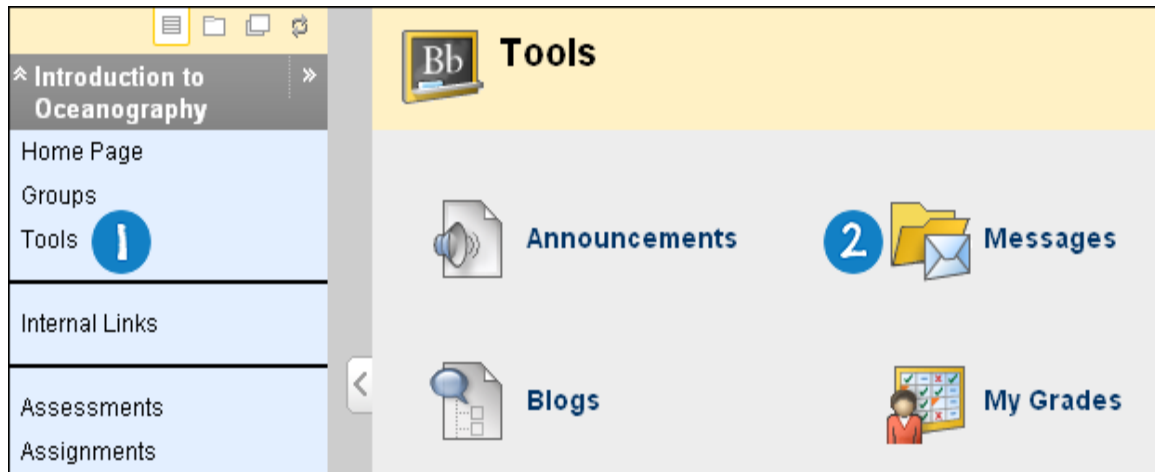 Introduction to
Oceanography
Home Page
Groups
Tools 1
Internal Links
Assessments
Assignments
Bb Tools
Announcements
2 Messages
Blogs
My Grades